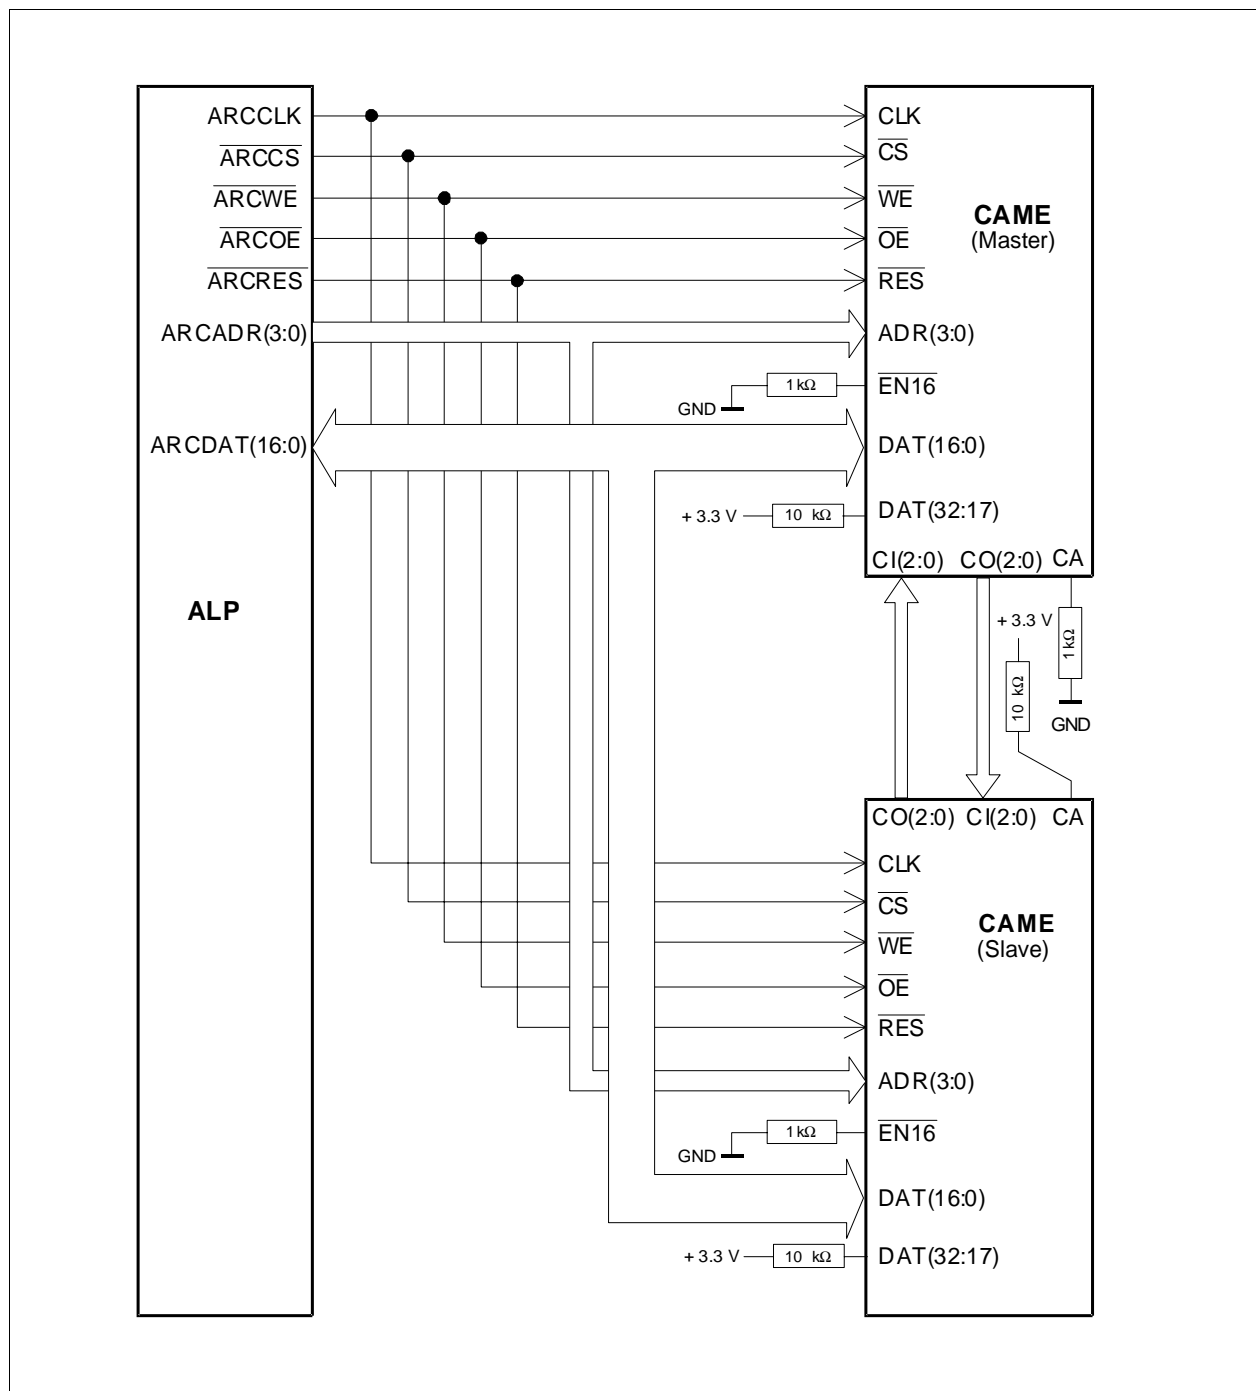 ARCCLK
ARCCS
ARCWE
ARCOE
ARCRES
ARCADR(3:0)
ARCDAT(16:0)
ALP
CLK
CS
WE
OE
RES
ADR(3:0)
EN16
DAT(16:0)
DAT(32:17)
CAME
(Master)
1 kΩ
GND
+ 3.3 V
10 kΩ
CI(2:0) CO(2:0) CA
+ 3.3 V
10 kΩ
1 kΩ
GND
CO(2:0) CI(2:0) CA
CLK
CS
WE
OE
RES
ADR(3:0)
EN16
DAT(16:0)
DAT(32:17)
CAME
(Slave)
1 kΩ
GND
+ 3.3 V
10 kΩ